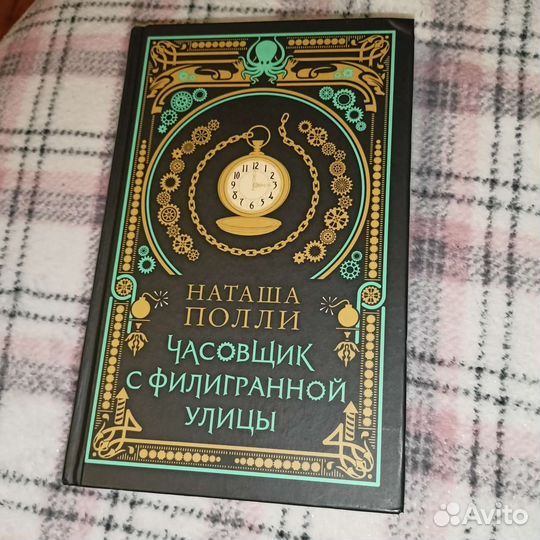 НАТАША
ПОЛЛИ
ЧАСОВЩИК
С ФИЛИГРАННОЙ
УЛИЦЫ
Avito